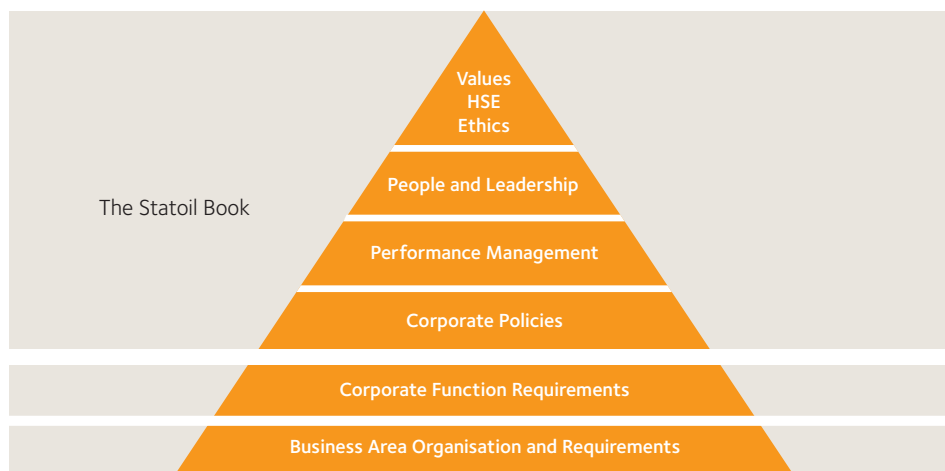 Values
HSE
Ethics
People and Leadership
The Statoil Book
Performance Management
Corporate Policies
Corporate Function Requirements
Business Area Organisation and Requirements